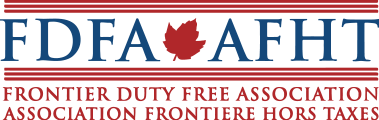 FDFA AFHT
FRONTIER DUTY FREE ASSOCIATION
ASSOCIATION FRONTIERE HORS TAXES